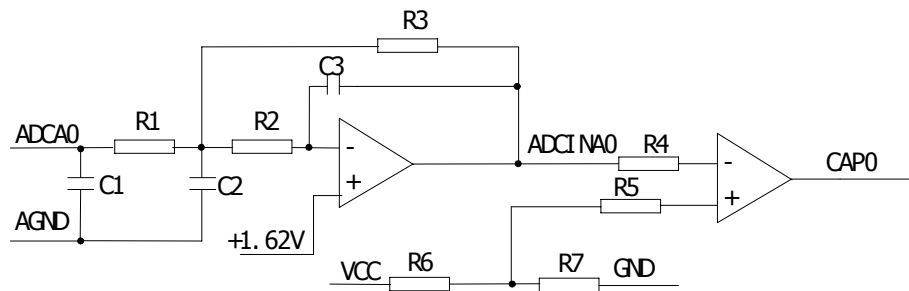 R3
C3
ADCA0
R1
R2
-
ADCINA0
R4
-
CAP0
C1
C2
+
R5
+
AGND
+1.62V
VCC
R6
R7
GND